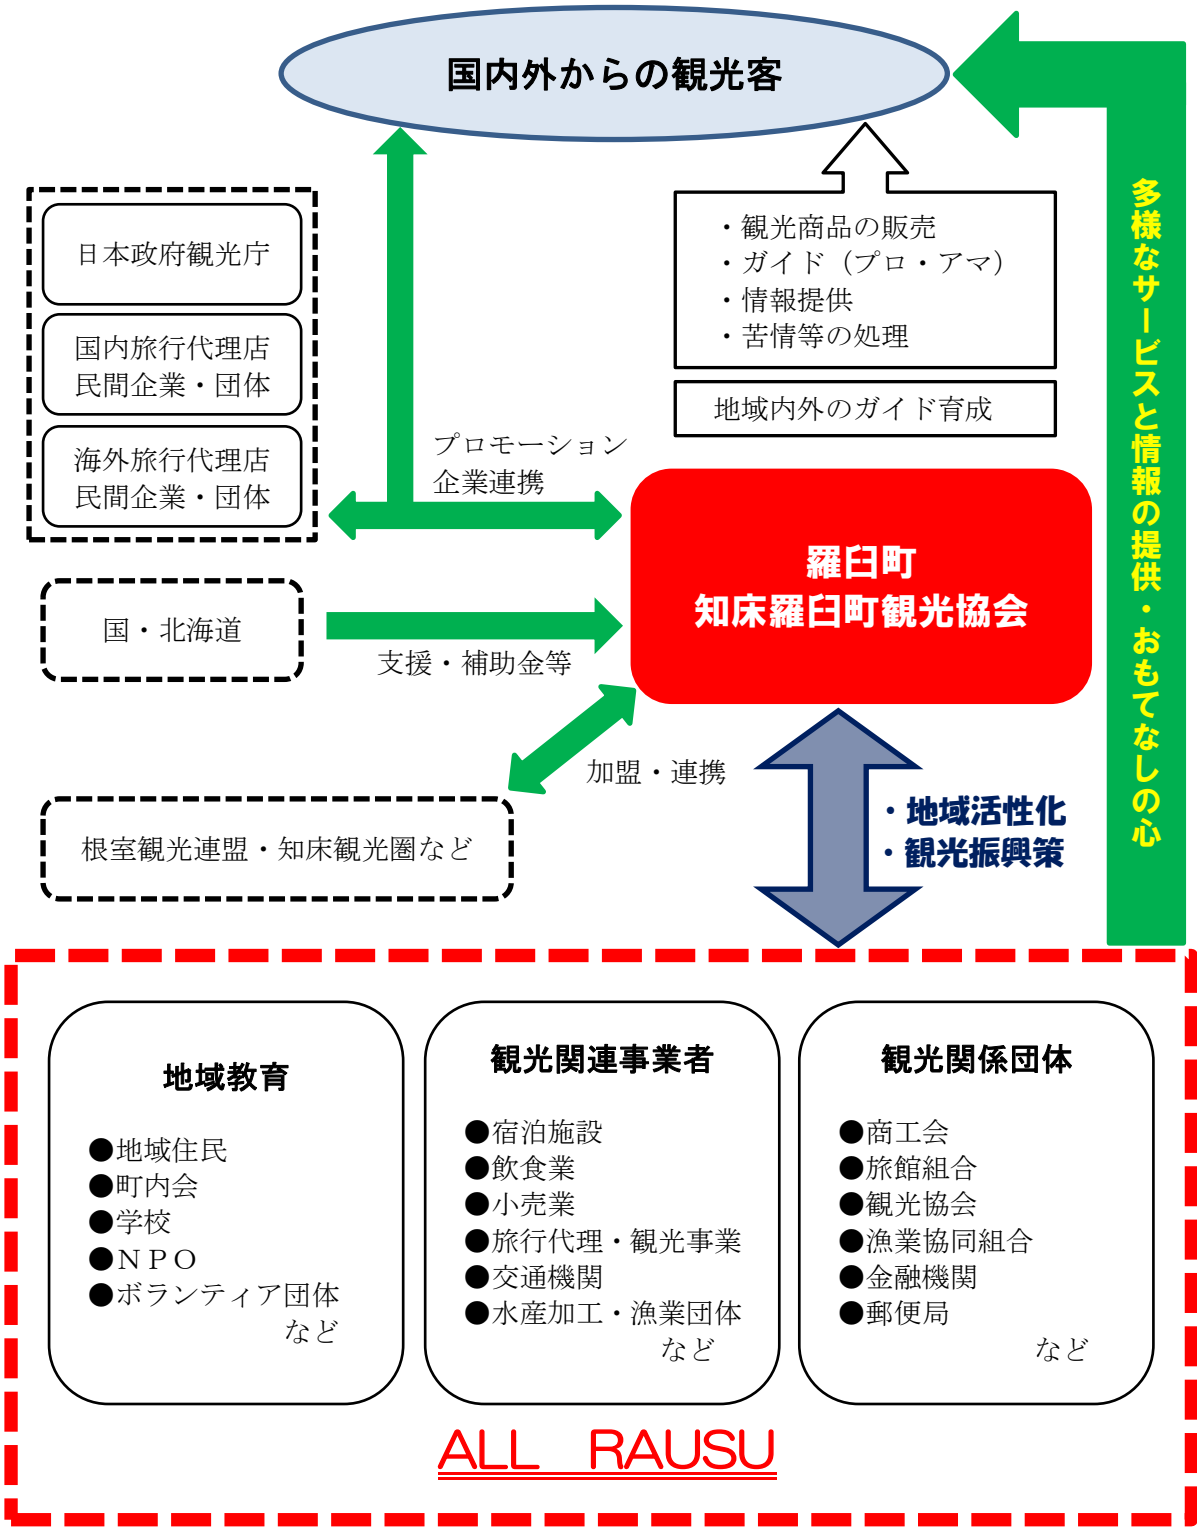 国内外からの観光客
日本政府観光庁
国内旅行代理店
民間企業・団体
海外旅行代理店
民間企業・団体
・観光商品の販売
・ガイド（プロ・アマ）
・情報提供
・苦情等の処理
地域内外のガイド育成
プロモーション
企業連携
羅臼町
知床羅臼町観光協会
国・北海道
支援・補助金等
加盟・連携
根室観光連盟・知床観光圏など
・地域活性化
・観光振興策
多様なサービスと情報の提供・おもてなしの心
地域教育
●地域住民
●町内会
●学校
●ＮＰＯ
●ボランティア団体
など
観光関連事業者
●宿泊施設
●飲食業
●小売業
●旅行代理・観光事業
●交通機関
●水産加工・漁業団体
など
観光関係団体
●商工会
●旅館組合
●観光協会
●漁業協同組合
●金融機関
●郵便局
など
ALL　RAUSU